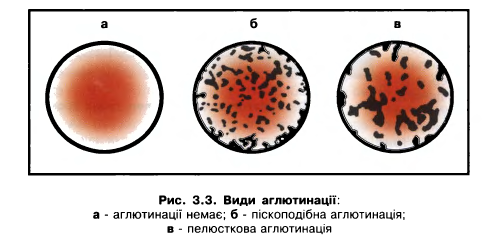 а б в
Рис. 3.3. Види аглютинації:
а - аглютинації немає; б - піскоподібна аглютинація;
в - пелюсткова аглютинація